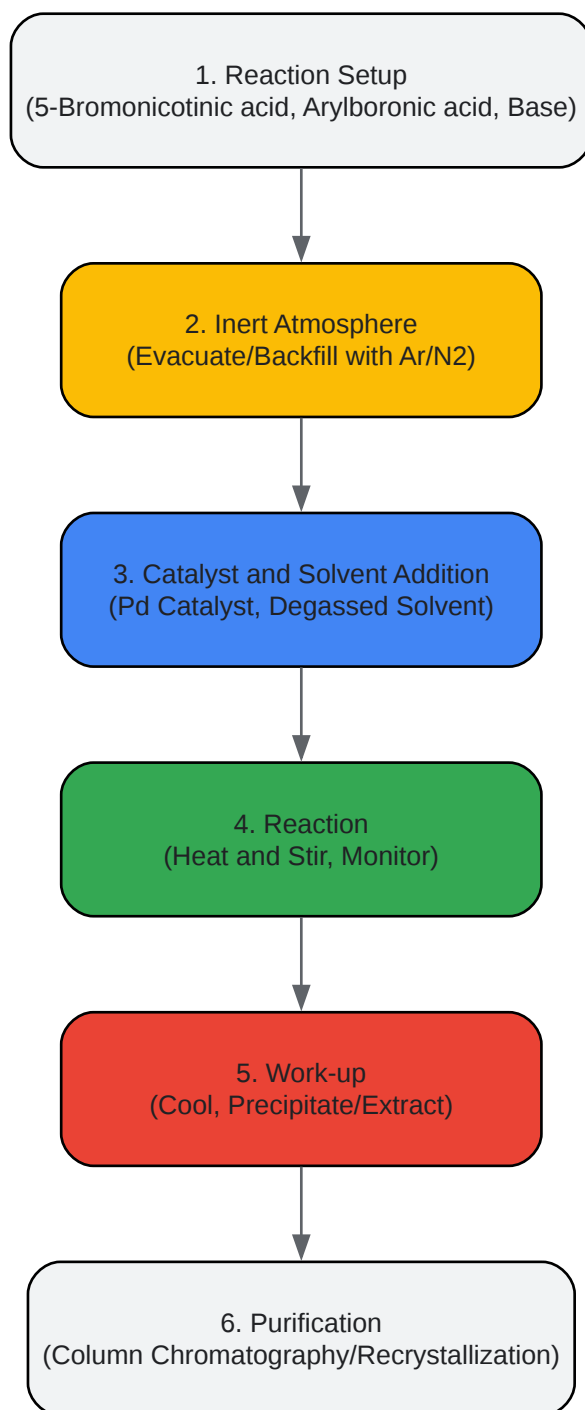 1. Reaction Setup
(5-Bromonicotinic acid, Arylboronic acid, Base)
2. Inert Atmosphere
(Evacuate/Backfill with Ar/N2)
3. Catalyst and Solvent Addition
(Pd Catalyst, Degassed Solvent)
4. Reaction
(Heat and Stir, Monitor)
5. Work-up
(Cool, Precipitate/Extract)
6. Purification
(Column Chromatography/Recrystallization)